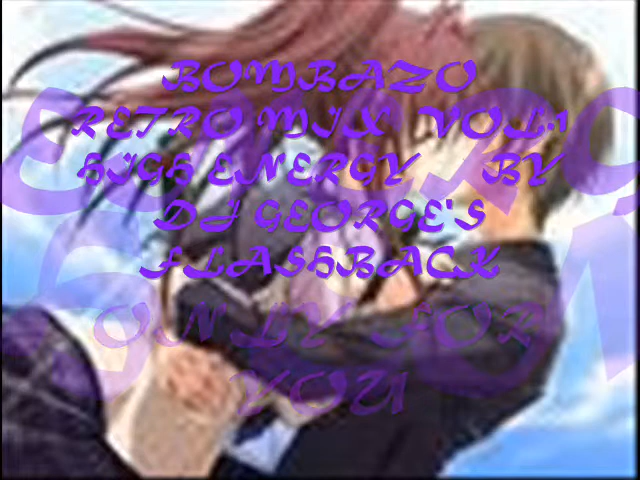 BOMBAZO
RETRO MIX VOL.1
HIGH ENERGY BY
DJ GEORGE'S
FLASHBACK
ONLY FOR
YOU